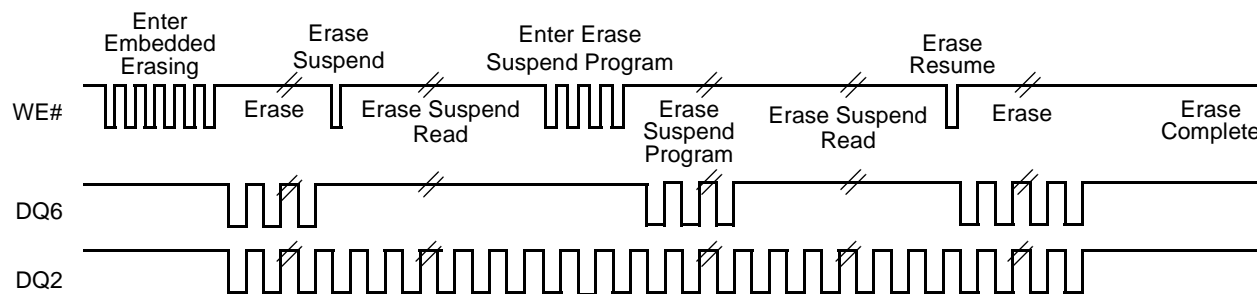 Enter
Embedded
Erasing
Erase
Suspend
Enter Erase
Suspend Program
Erase
Resume
WE#
Erase
Erase Suspend
Read
Erase
Suspend
Program
Erase Suspend
Read
Erase
Erase
Complete
DQ6
DQ2